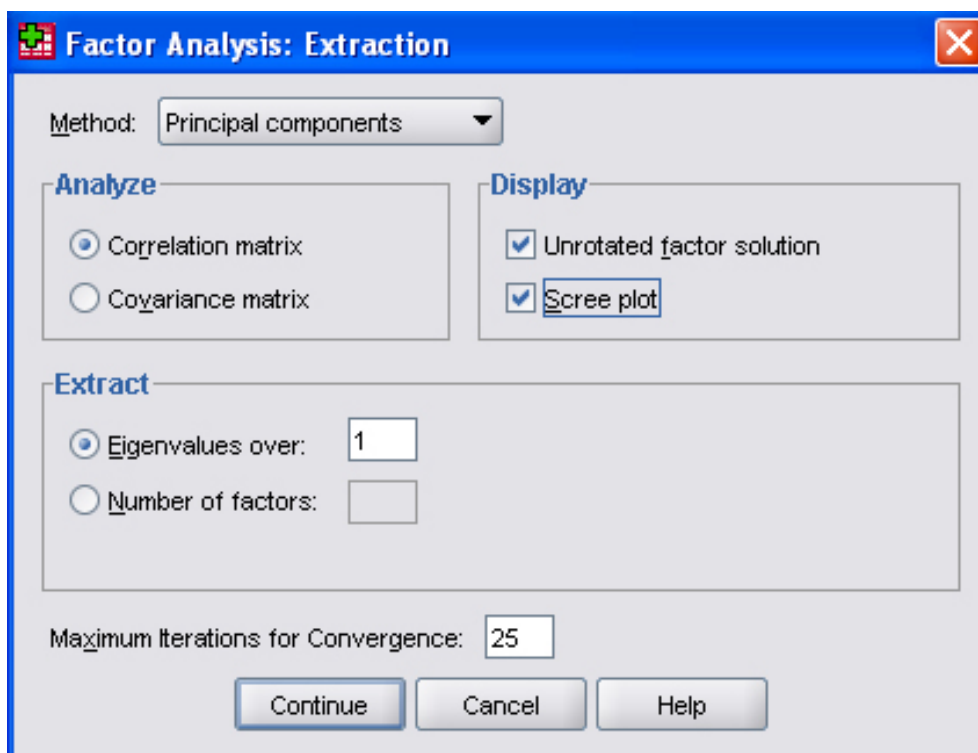 Factor Analysis: Extraction
Method: Principal components
Analyze
Correlation matrix
Covariance matrix
Display
Unrotated factor solution
Scree plot
Extract
Eigenvalues over: 1
Number of factors:
Maximum Iterations for Convergence: 25
Continue Cancel Help